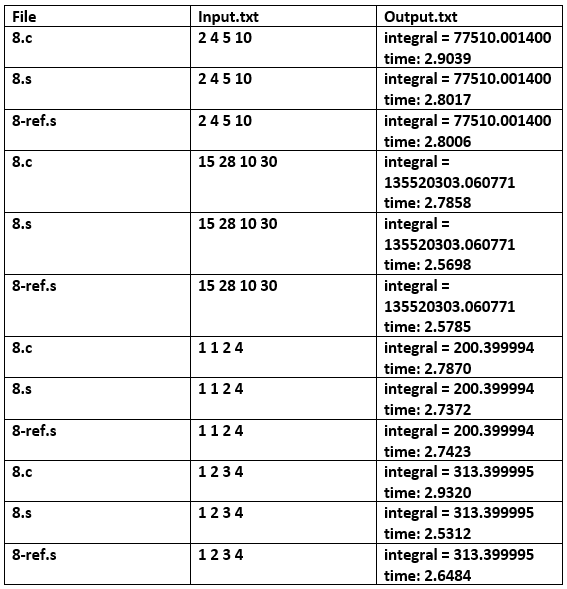 File Input.txt Output.txt
8.c 2 4 5 10 integral = 77510.001400
time: 2.9039
8.s 2 4 5 10 integral = 77510.001400
time: 2.8017
8-ref.s 2 4 5 10 integral = 77510.001400
time: 2.8006
8.c 15 28 10 30 integral =
135520303.060771
time: 2.7858
8.s 15 28 10 30 integral =
135520303.060771
time: 2.5698
8-ref.s 15 28 10 30 integral =
135520303.060771
time: 2.5785
8.c 1 1 2 4 integral = 200.399994
time: 2.7870
8.s 1 1 2 4 integral = 200.399994
time: 2.7372
8-ref.s 1 1 2 4 integral = 200.399994
time: 2.7423
8.c 1 2 3 4 integral = 313.399995
time: 2.9320
8.s 1 2 3 4 integral = 313.399995
time: 2.5312
8-ref.s 1 2 3 4 integral = 313.399995
time: 2.6484